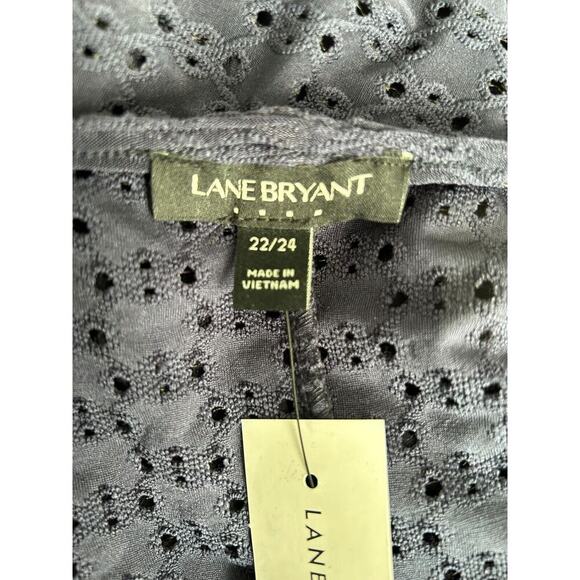 LANE BRYANT
22/24
MADE IN
VIETNAM
LANE